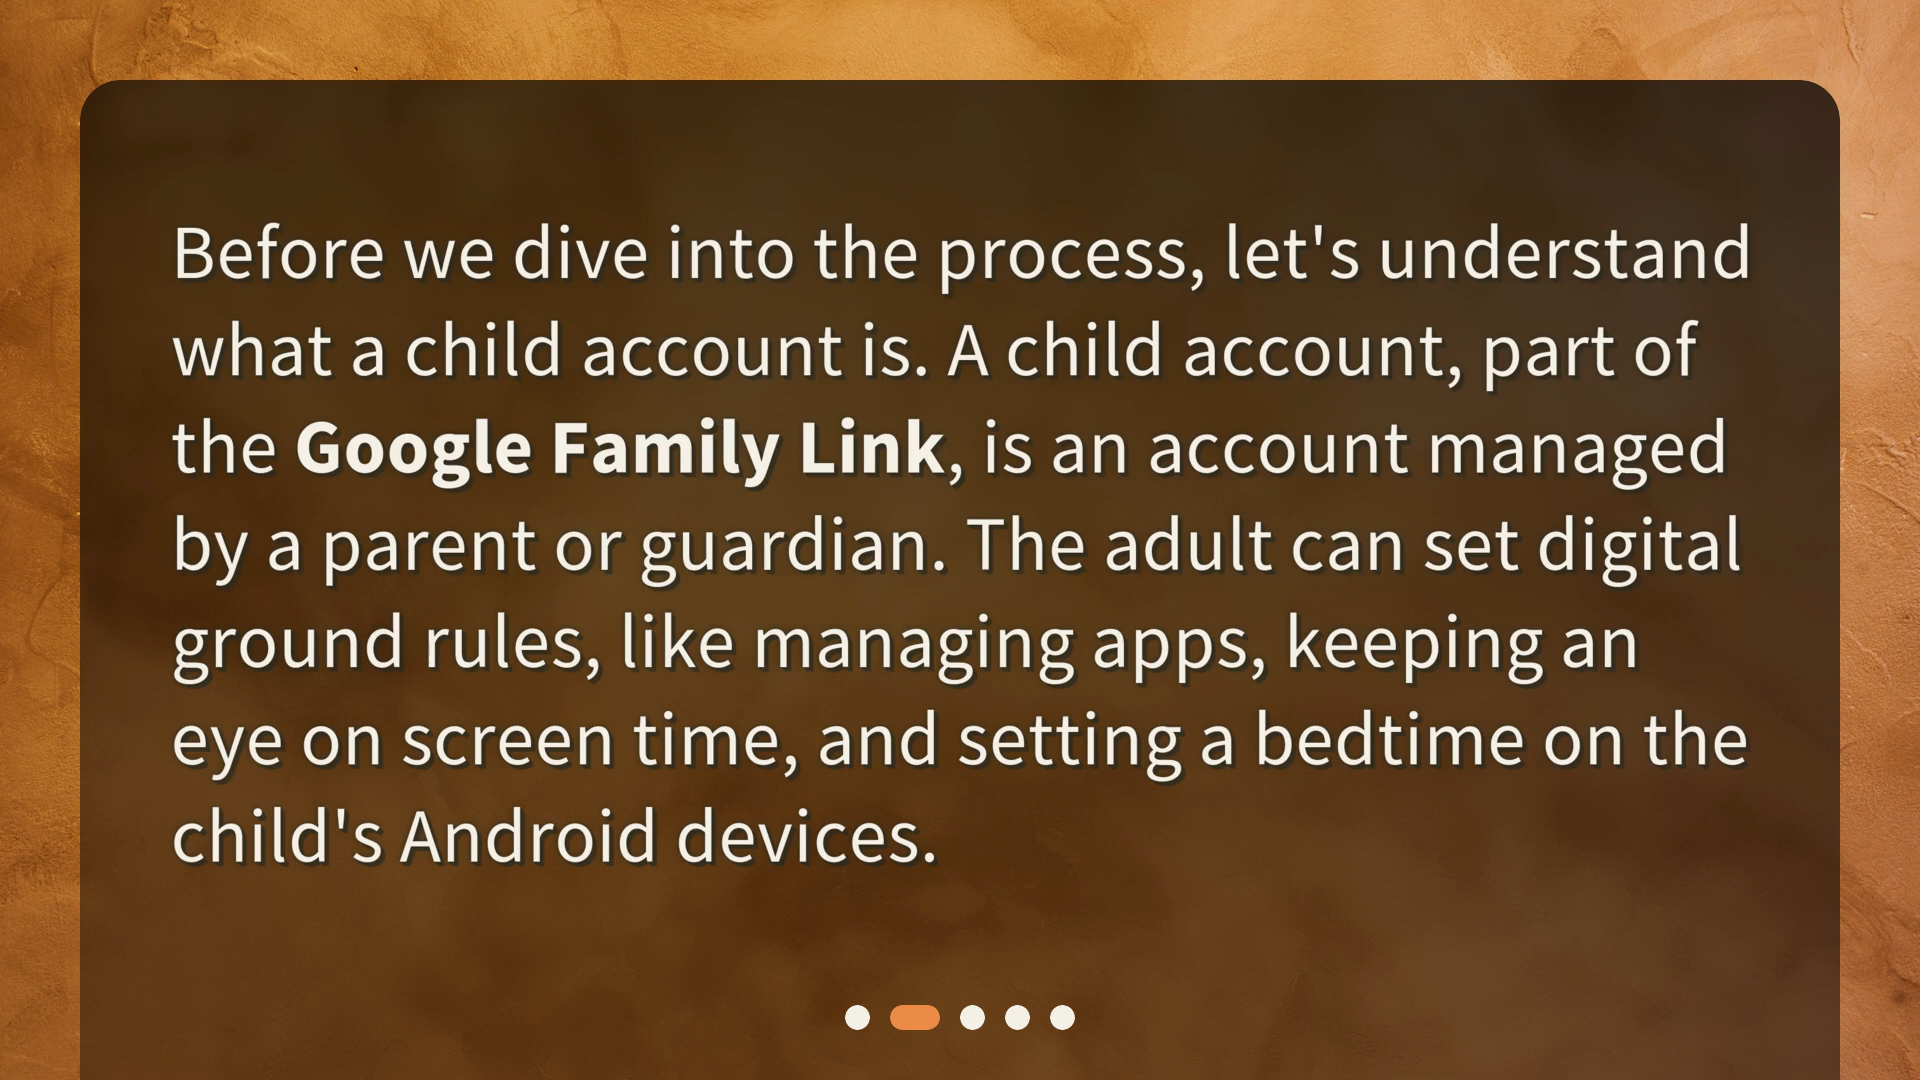 Before we dive into the process, let's understand
what a child account is. A child account, part of
the Google Family Link, is an account managed
by a parent or guardian. The adult can set digital
ground rules, like managing apps, keeping an
eye on screen time, and setting a bedtime on the
child's Android devices.